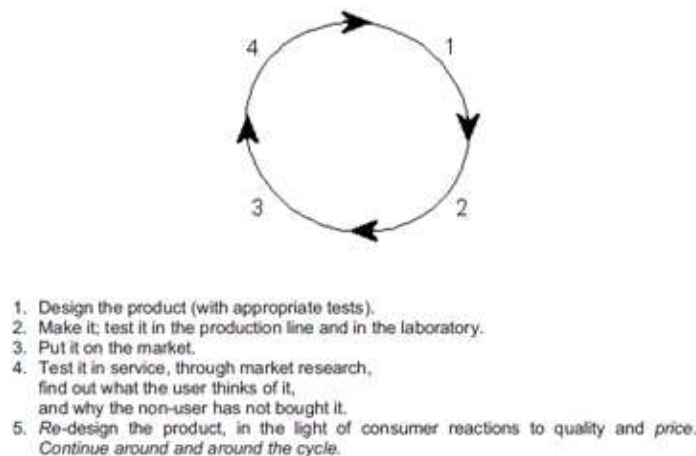 4
1
3
2
1. Design the product (with appropriate tests).
2. Make it; test it in the production line and in the laboratory.
3. Put it on the market.
4. Test it in service, through market research,
find out what the user thinks of it,
and why the non-user has not bought it.
5. Re-design the product, in the light of consumer reactions to quality and price.
Continue around and around the cycle.